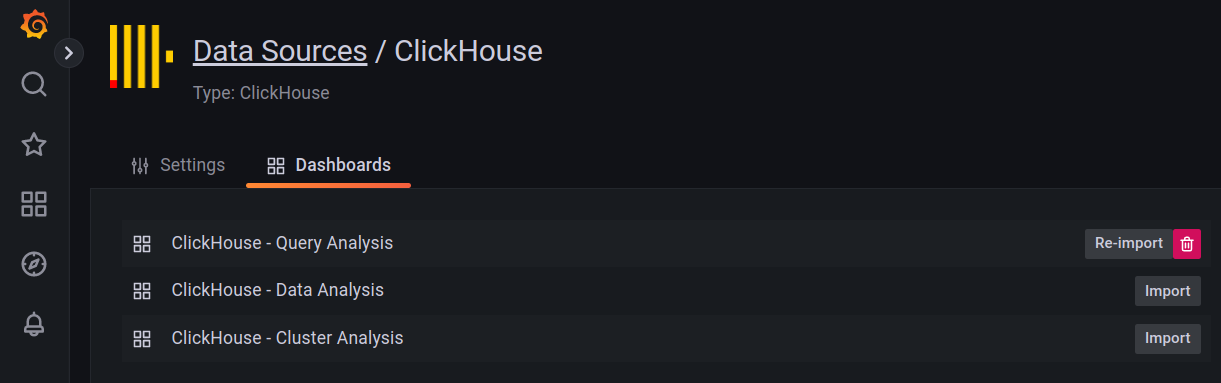 Data Sources / ClickHouse
Type: ClickHouse
Settings Dashboards
ClickHouse - Query Analysis Re-import
ClickHouse - Data Analysis Import
ClickHouse - Cluster Analysis Import